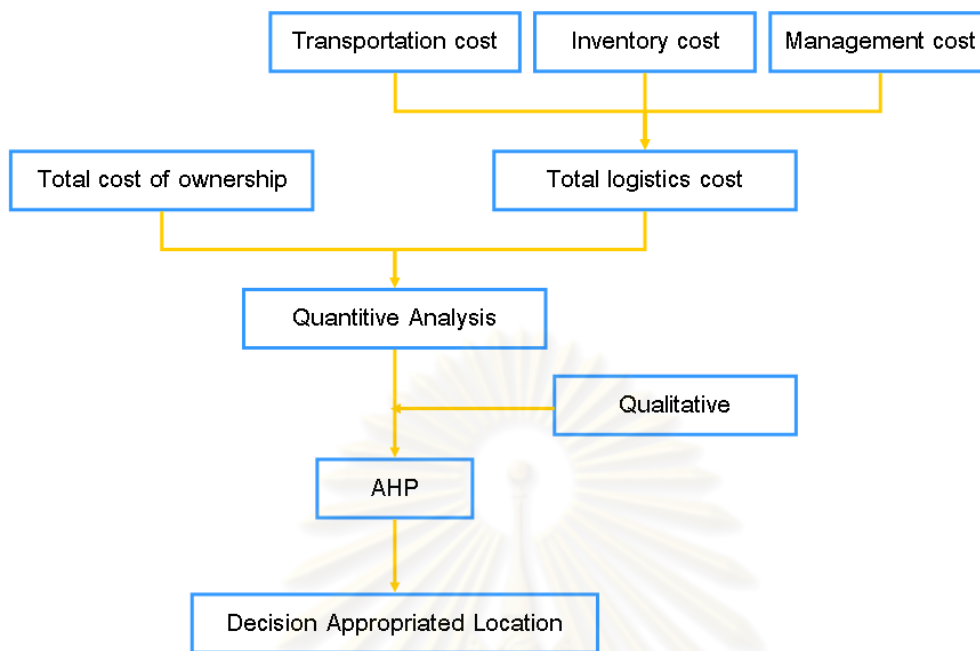 Transportation cost
Inventory cost
Management cost
Total cost of ownership
Total logistics cost
Quantitive Analysis
Qualitative
AHP
Decision Appropriated Location